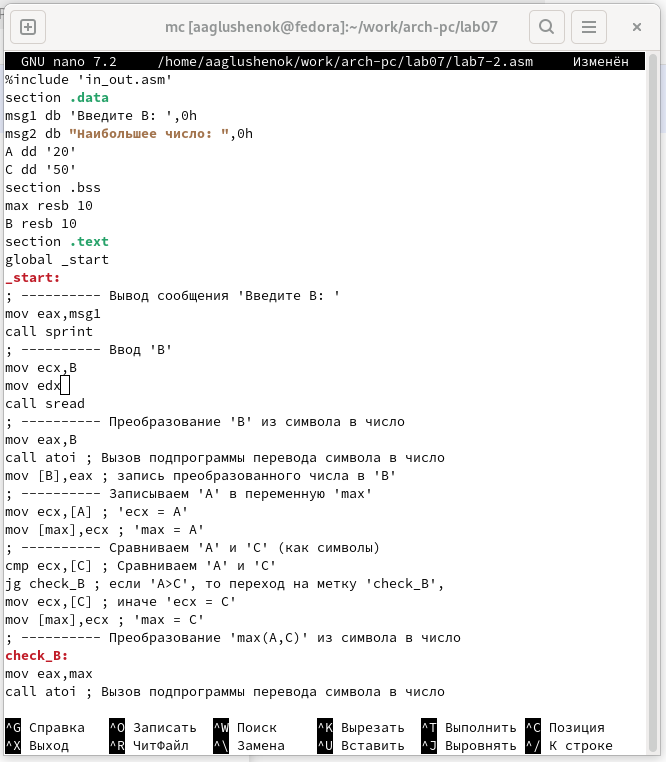 mc [aaglushenok@fedora]:~/work/arch-pc/lab07
GNU nano 7.2 /home/aaglushenok/work/arch-pc/lab07/lab7-2.asm Изменён
%include 'in_out.asm'
section .data
msg1 db 'Введите B: ',0h
msg2 db "Наибольшее число: ",0h
A dd '20'
C dd '50'
section .bss
max resb 10
B resb 10
section .text
global _start
_start:
; ---------- Вывод сообщения 'Введите B: '
mov eax,msg1
call sprint
; ---------- Ввод 'B'
mov ecx,B
mov edx
call sread
; ---------- Преобразование 'B' из символа в число
mov eax,B
call atoi ; Вызов подпрограммы перевода символа в число
mov [B],eax ; запись преобразованного числа в 'B'
; ---------- Записываем 'A' в переменную 'max'
mov ecx,[A] ; 'ecx = A'
mov [max],ecx ; 'max = A'
; ---------- Сравниваем 'A' и 'С' (как символы)
cmp ecx,[C] ; Сравниваем 'A' и 'С'
jg check_B ; если 'A>C', то переход на метку 'check_B',
mov ecx,[C] ; иначе 'ecx = C'
mov [max],ecx ; 'max = C'
; ---------- Преобразование 'max(A,C)' из символа в число
check_B:
mov eax,max
call atoi ; Вызов подпрограммы перевода символа в число
^G Справка ^O Записать ^W Поиск ^K Вырезать ^T Выполнить ^C Позиция
^X Выход ^R ЧитФайл ^\ Замена ^U Вставить ^J Выровнять ^/ К строке